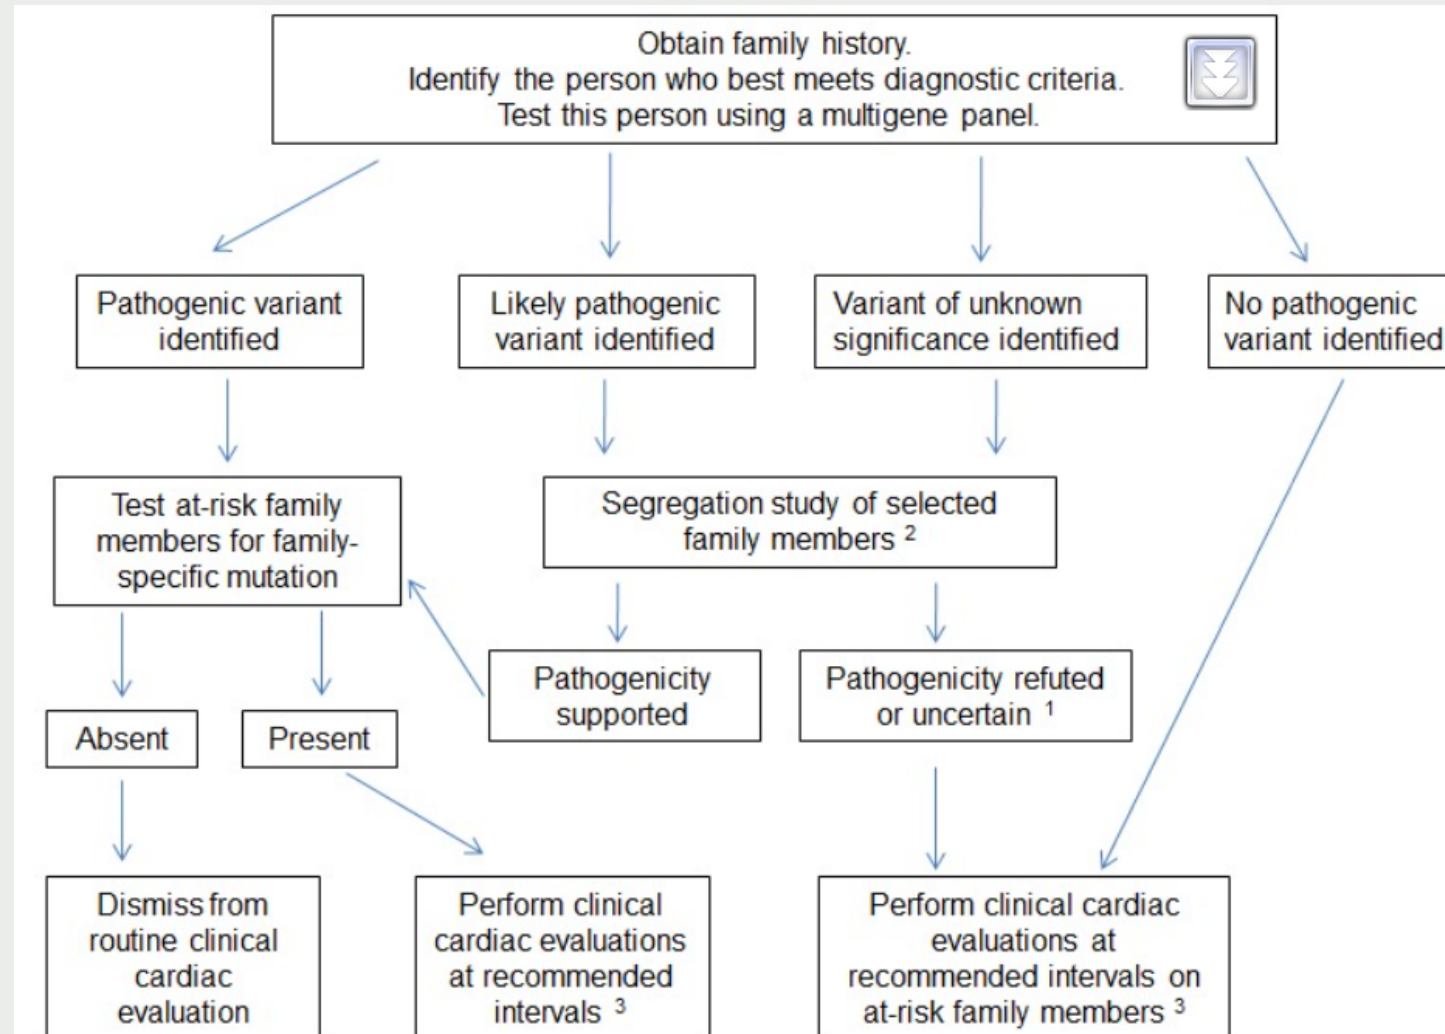 Obtain family history.
Identify the person who best meets diagnostic criteria.
Test this person using a multigene panel.
Pathogenic variant
identified
Likely pathogenic
variant identified
Variant of unknown
significance identified
No pathogenic
variant identified
Test at-risk family
members for family-
specific mutation
Segregation study of selected
family members 2
Pathogenicity
supported
Pathogenicity refuted
or uncertain 1
Absent
Present
Dismiss from
routine clinical
cardiac
evaluation
Perform clinical
cardiac evaluations
at recommended
intervals 3
Perform clinical cardiac
evaluations at
recommended intervals on
at-risk family members 3